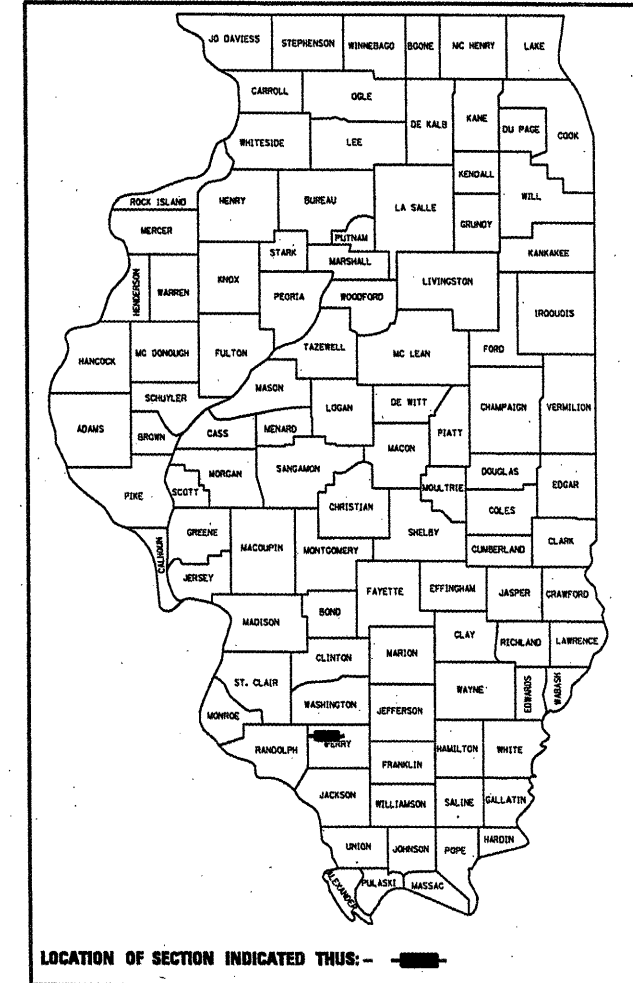 JO DAVIESS STEPHENSON WINNEBAGO BOONE MC HENRY LAKE
CARROLL OGLE DE KALB KANE DU PAGE COOK
WHITESIDE LEE
KENDALL WILL
ROCK ISLAND HENRY BUREAU LA SALLE GRUNDY
MERCER PUTNAM
STARK MARSHALL KANKAKEE
HENDERSON WARREN KNOX PEORIA WOODFORD LIVINGSTON IROQUOIS
HANCOCK MC DONOUGH FULTON TAZEWELL MC LEAN FORD
SCHUYLER MASON LOGAN DE WITT CHAMPAIGN VERMILION
ADAMS BROWN CASS MENARD MACON PIATT
PIKE SCOTT MORGAN SANGAMON CHRISTIAN MOULTRIE DOUGLAS EDGAR
COLES
CALHOUN GREENE MACOUPIN MONTGOMERY SHELBY CUMBERLAND CLARK
JERSEY FAYETTE EFFINGHAM JASPER CRAWFORD
MADISON BOND
CLAY RICHLAND LAWRENCE
CLINTON MARION
ST. CLAIR WAYNE EDWARDS WABASH
MONROE WASHINGTON JEFFERSON
RANDOLPH PERRY HAMILTON WHITE
FRANKLIN
JACKSON WILLIAMSON SALINE GALLATIN
UNION JOHNSON POPE HARDIN
ALEXANDER PULASKI MASSAC
LOCATION OF SECTION INDICATED THUS:-